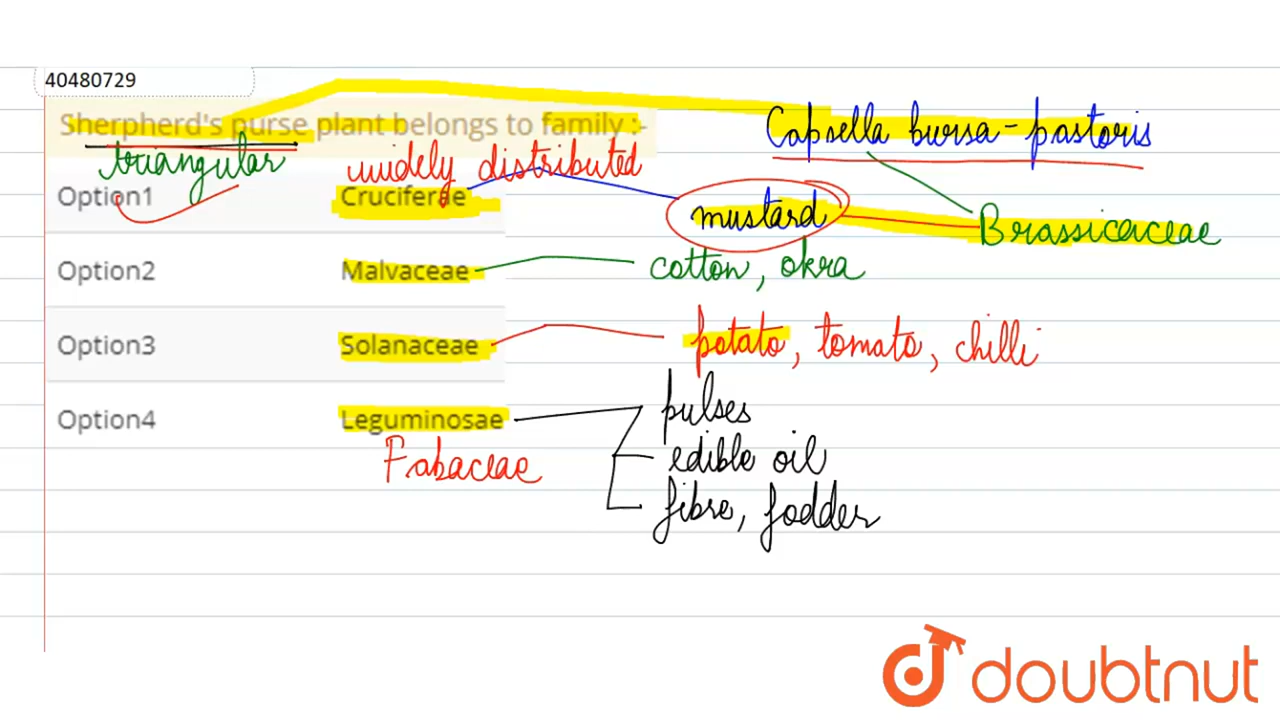 40480729
Sherpherd's purse plant belongs to family :-
Capsella bursa-pastoris
triangular
widely distributed
Option1 Cruciferae
mustard
Brassicaceae
Option2 Malvaceae
cotton, okra
Option3 Solanaceae
potato, tomato, chilli
Option4 Leguminosae
pulses
Fabaceae
edible oil
fibre, fodder
doubtnut